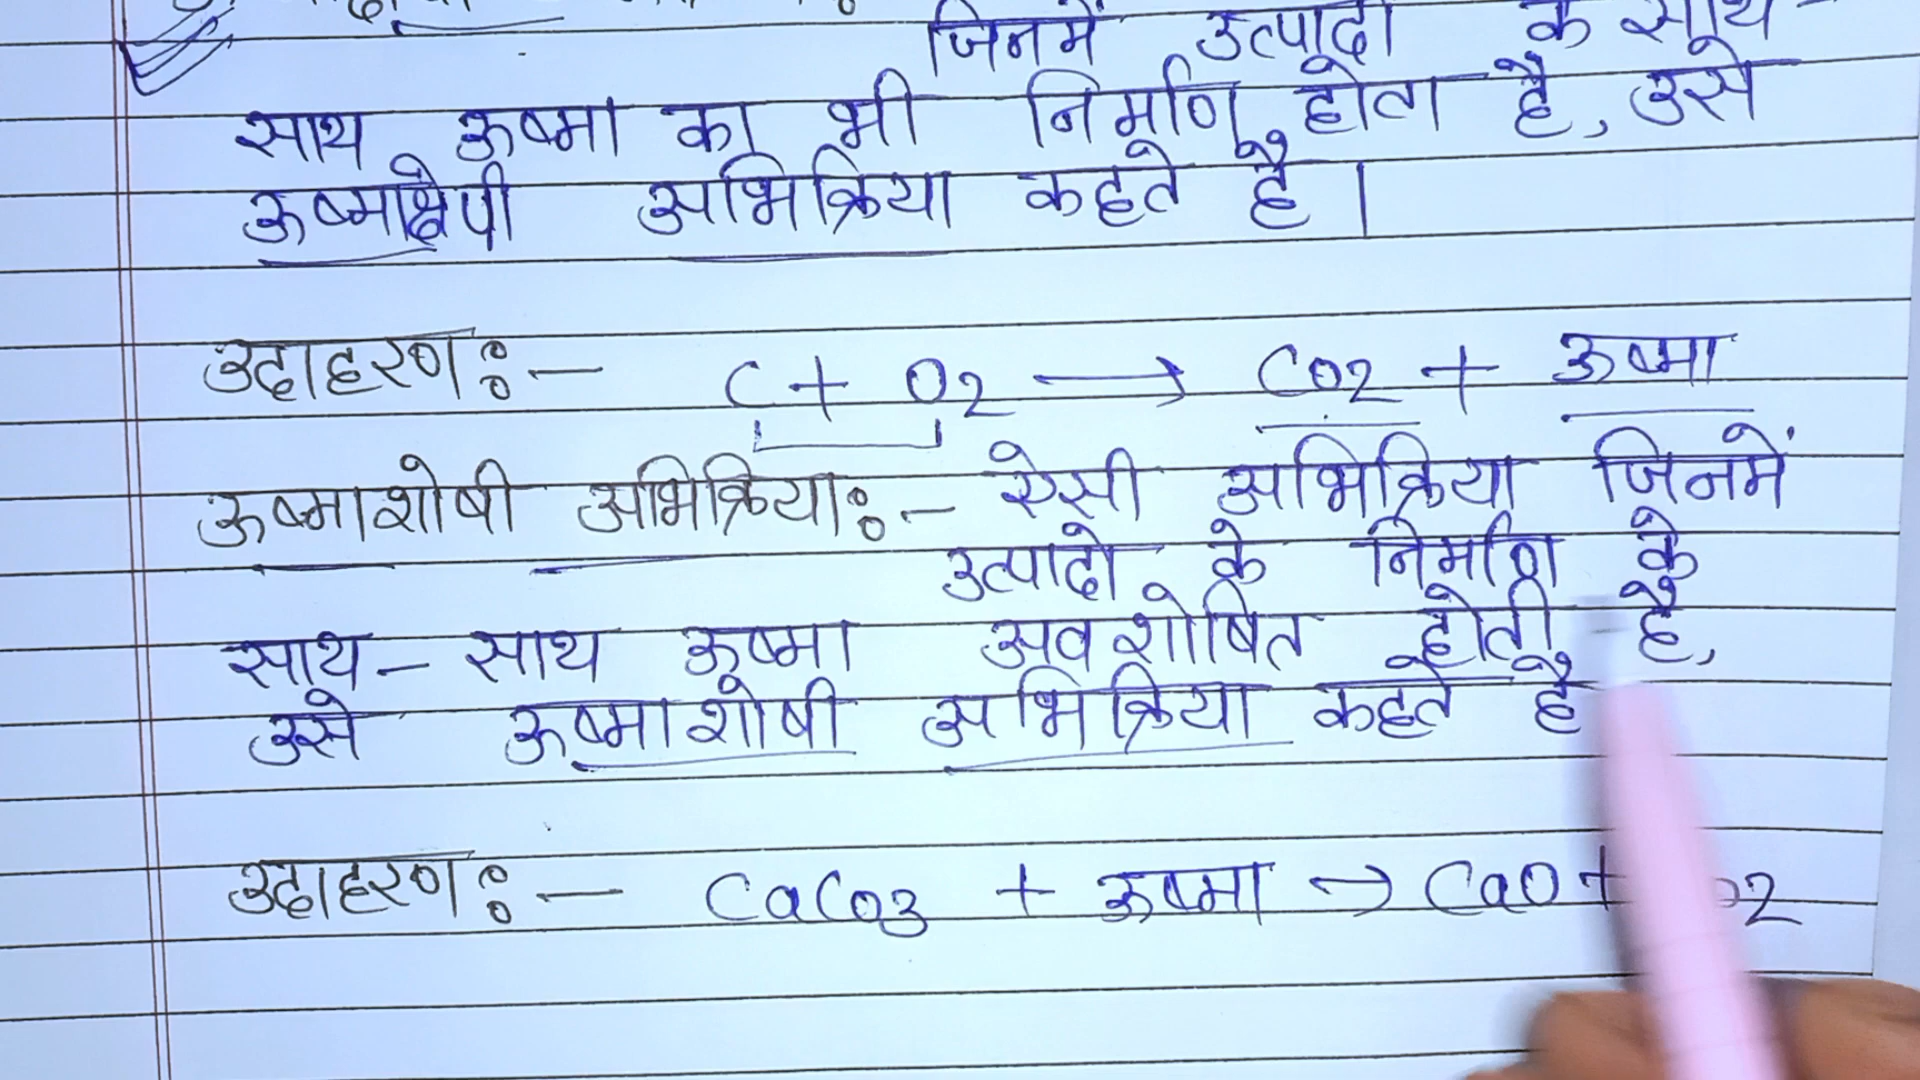 जिनमें उत्पादो के साथ -
साथ ऊष्मा का भी निर्माण होता है, उसे
ऊष्माक्षेपी अभिक्रिया कहते है।
उदाहरण :- C + O2 → CO2 + ऊष्मा
ऊष्माशोषी अभिक्रिया :- ऐसी अभिक्रिया जिनमें
उत्पादो के निर्माण के
साथ - साथ ऊष्मा अवशोषित होती है,
उसे ऊष्माशोषी अभिक्रिया कहते है
उदाहरण :- CaCO3 + ऊष्मा → CaO +